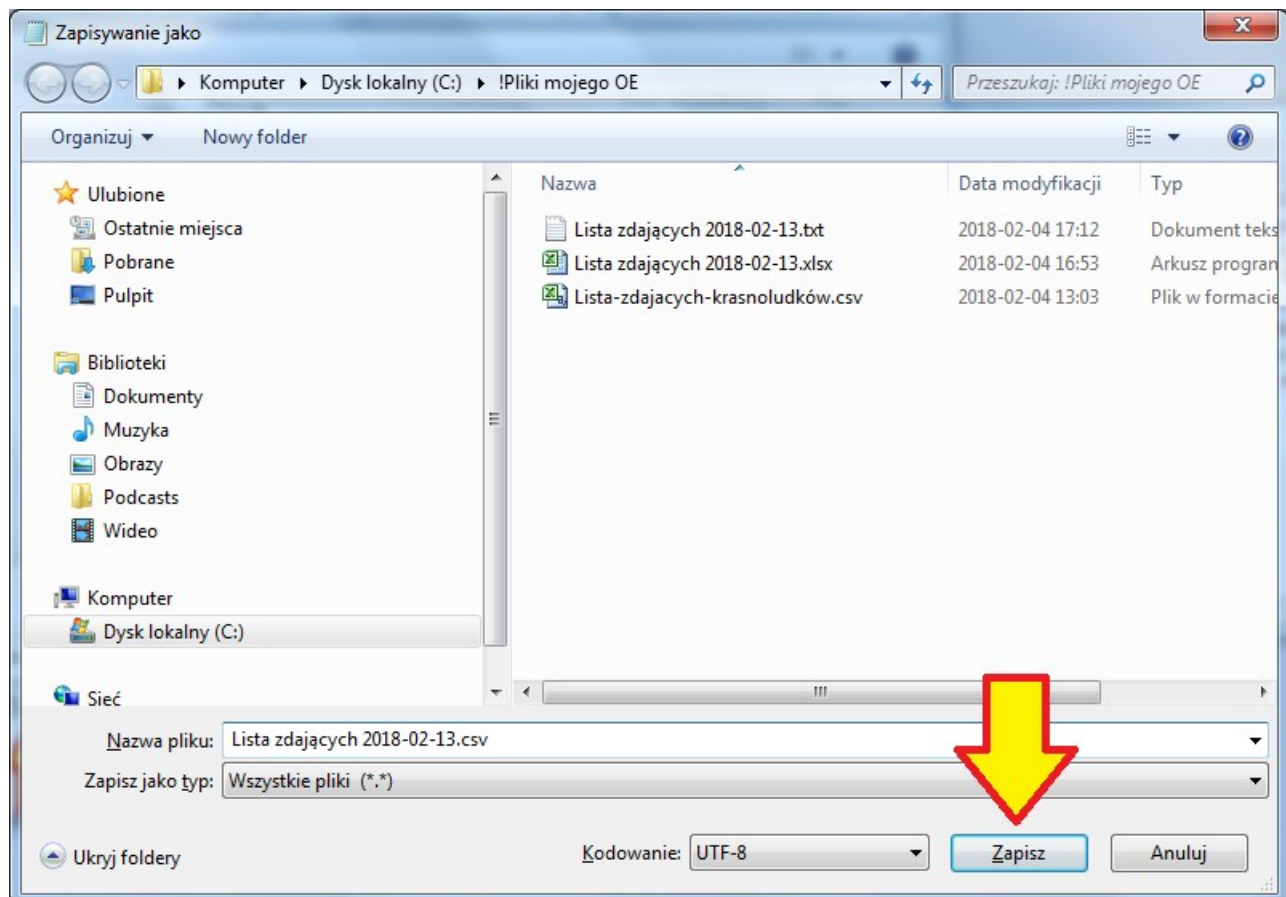 Zapisywanie jako
Komputer Dysk lokalny (C:) !Pliki mojego OE Przeszukaj: !Pliki mojego OE
Organizuj Nowy folder
Ulubione
Ostatnie miejsca
Pobrane
Pulpit
Biblioteki
Dokumenty
Muzyka
Obrazy
Podcasts
Wideo
Komputer
Dysk lokalny (C:)
Sieć
Nazwa Data modyfikacji Typ
Lista zdających 2018-02-13.txt 2018-02-04 17:12 Dokument teks
Lista zdających 2018-02-13.xlsx 2018-02-04 16:53 Arkusz program
Lista-zdajacych-krasnoludków.csv 2018-02-04 13:03 Plik w formacie
Nazwa pliku: Lista zdających 2018-02-13.csv
Zapisz jako typ: Wszystkie pliki (*.*)
Ukryj foldery Kodowanie: UTF-8 Zapisz Anuluj